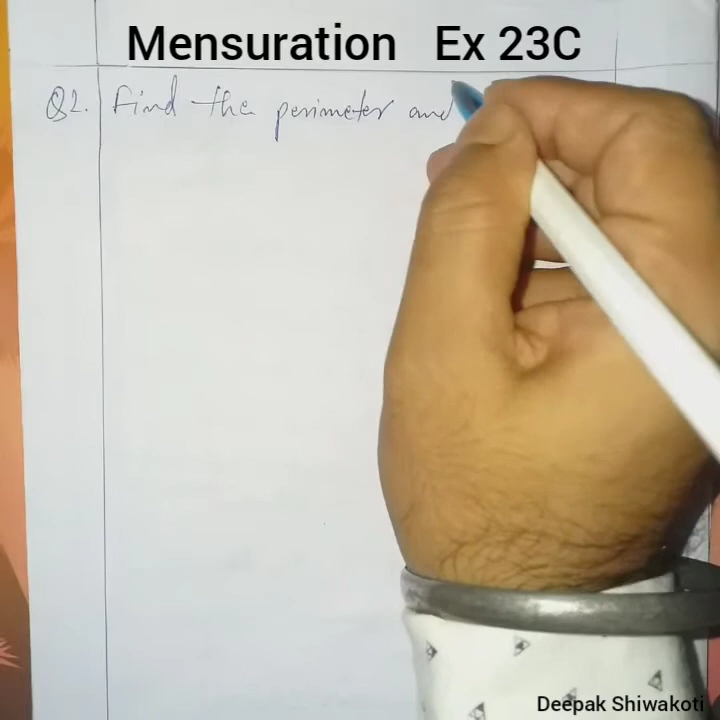 Mensuration Ex 23C
Q2. Find the perimeter and
Deepak Shiwakoti